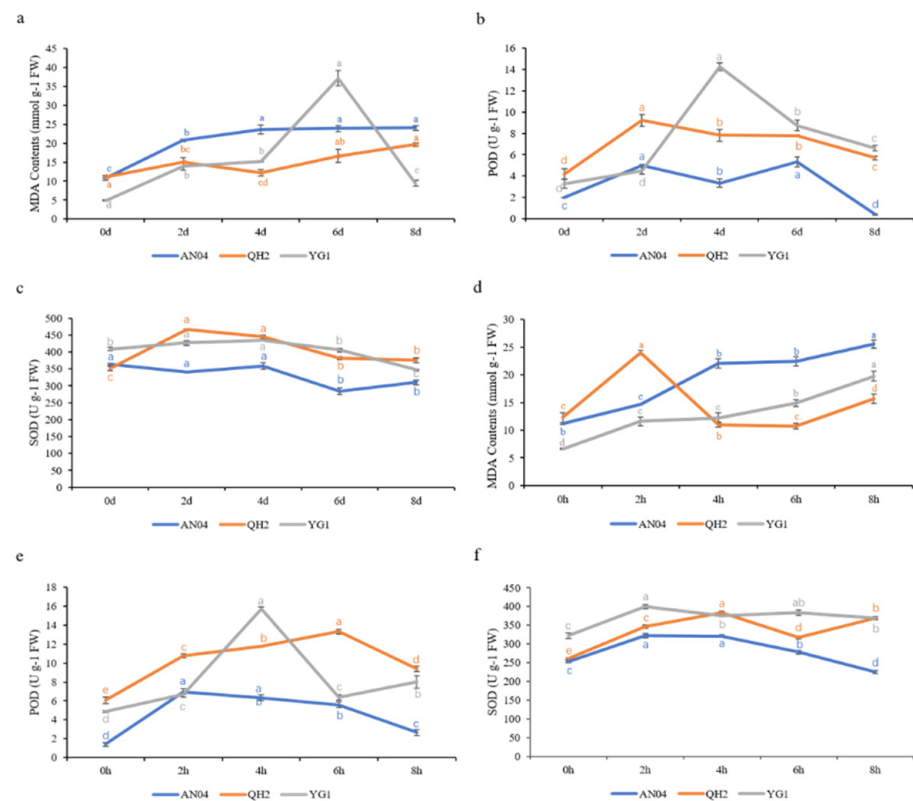 a
MDA Contents (mmol g-1 FW)
45
40
35
30
25
20
15
10
5
0
c
b
a
a
a
a
bc
cd
ab
a
d
b
b
a
c
0d 2d 4d 6d 8d
AN04 QH2 YG1
b
POD (U g-1 FW)
16
14
12
10
8
6
4
2
0
d
a
b
b
c
d
a
b
c
c
a
b
a
d
0d 2d 4d 6d 8d
AN04 QH2 YG1
c
SOD (U g-1 FW)
500
450
400
350
300
250
200
150
100
50
0
b
a
a
b
c
a
a
a
b
b
c
a
b
b
0d 2d 4d 6d 8d
AN04 QH2 YG1
d
MDA Contents (mmol g-1 FW)
30
25
20
15
10
5
0
c
a
b
c
d
b
c
b
b
a
d
c
c
b
a
0h 2h 4h 6h 8h
AN04 QH2 YG1
e
POD (U g-1 FW)
18
16
14
12
10
8
6
4
2
0
e
c
b
a
d
d
c
a
c
b
d
a
a
b
c
0h 2h 4h 6h 8h
AN04 QH2 YG1
f
SOD (U g-1 FW)
450
400
350
300
250
200
150
100
50
0
c
a
b
ab
b
e
c
a
d
b
c
a
a
b
d
0h 2h 4h 6h 8h
AN04 QH2 YG1